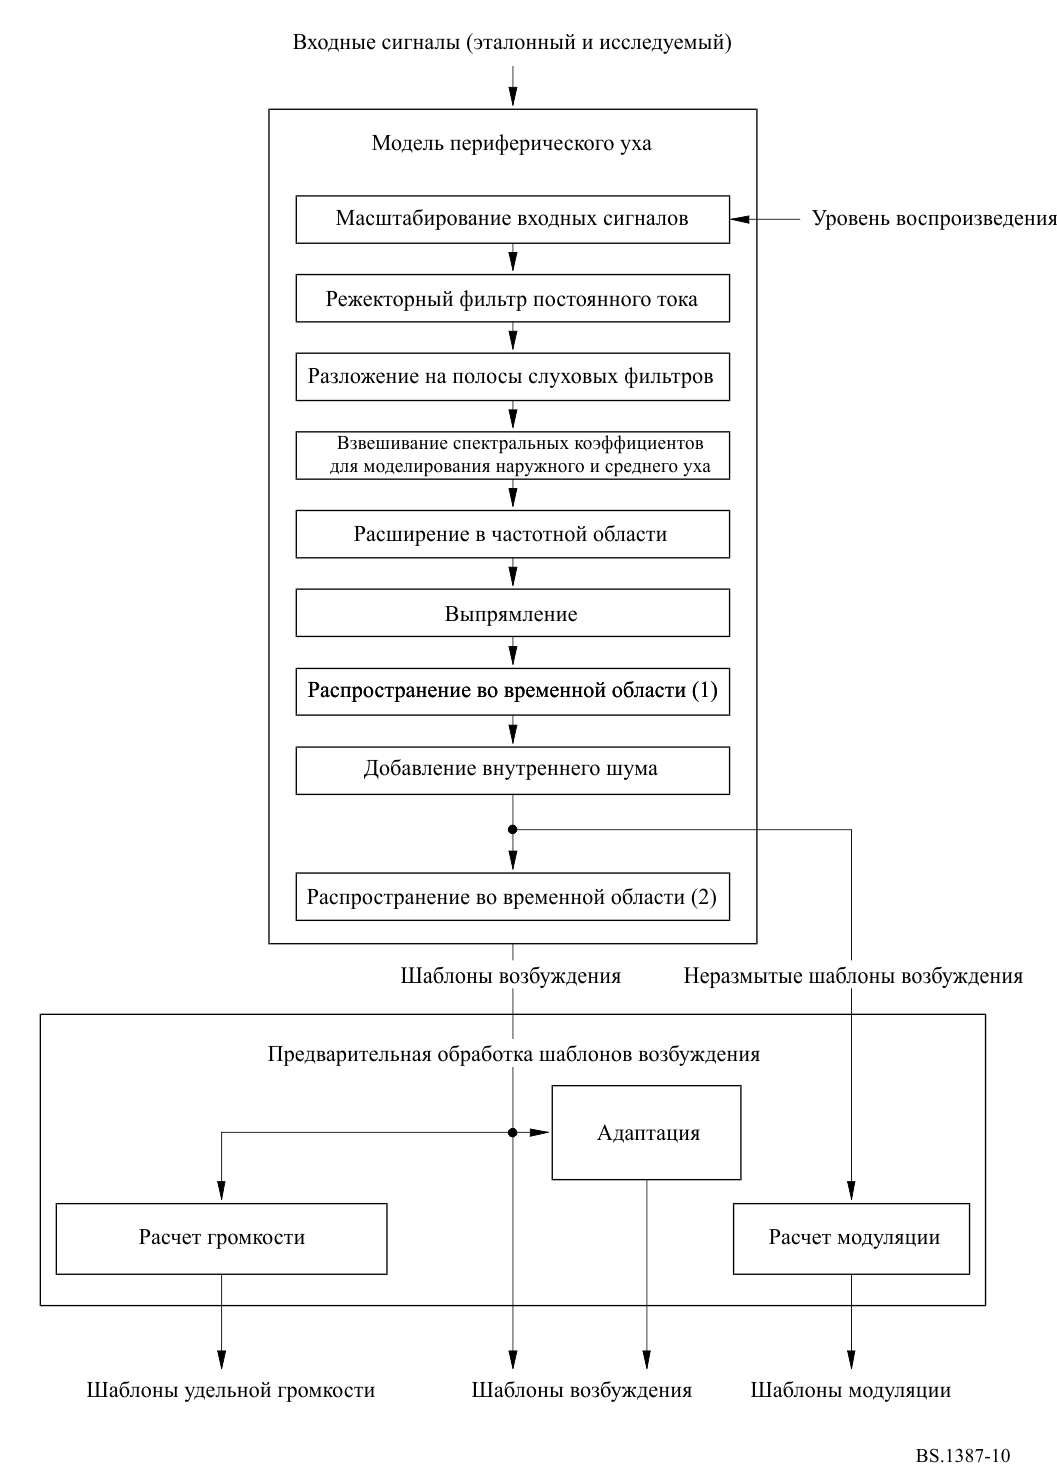 Входные сигналы (эталонный и исследуемый)
Модель периферического уха
Масштабирование входных сигналов
Уровень воспроизведения
Режекторный фильтр постоянного тока
Разложение на полосы слуховых фильтров
Взвешивание спектральных коэффициентов
для моделирования наружного и среднего уха
Расширение в частотной области
Выпрямление
Распространение во временной области (1)
Добавление внутреннего шума
Распространение во временной области (2)
Шаблоны возбуждения
Неразмытые шаблоны возбуждения
Предварительная обработка шаблонов возбуждения
Адаптация
Расчет громкости
Расчет модуляции
Шаблоны удельной громкости
Шаблоны возбуждения
Шаблоны модуляции
BS.1387-10